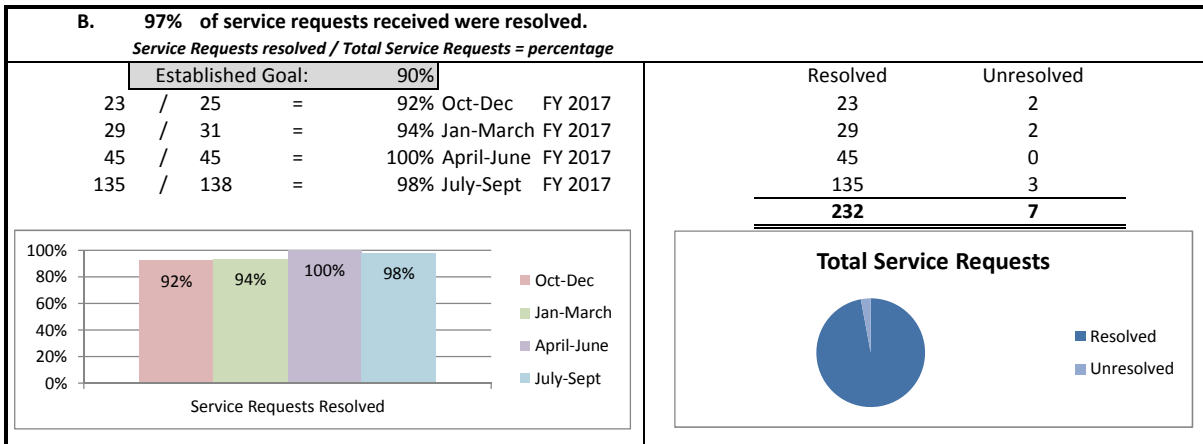 B. 97% of service requests received were resolved.
Service Requests resolved / Total Service Requests = percentage
Established Goal: 90%
23 / 25 = 92% Oct-Dec FY 2017
29 / 31 = 94% Jan-March FY 2017
45 / 45 = 100% April-June FY 2017
135 / 138 = 98% July-Sept FY 2017
Resolved Unresolved
23 2
29 2
45 0
135 3
232 7
100%
80%
60%
40%
20%
0%
92% 94% 100% 98%
Service Requests Resolved
Oct-Dec
Jan-March
April-June
July-Sept
Total Service Requests
Resolved
Unresolved